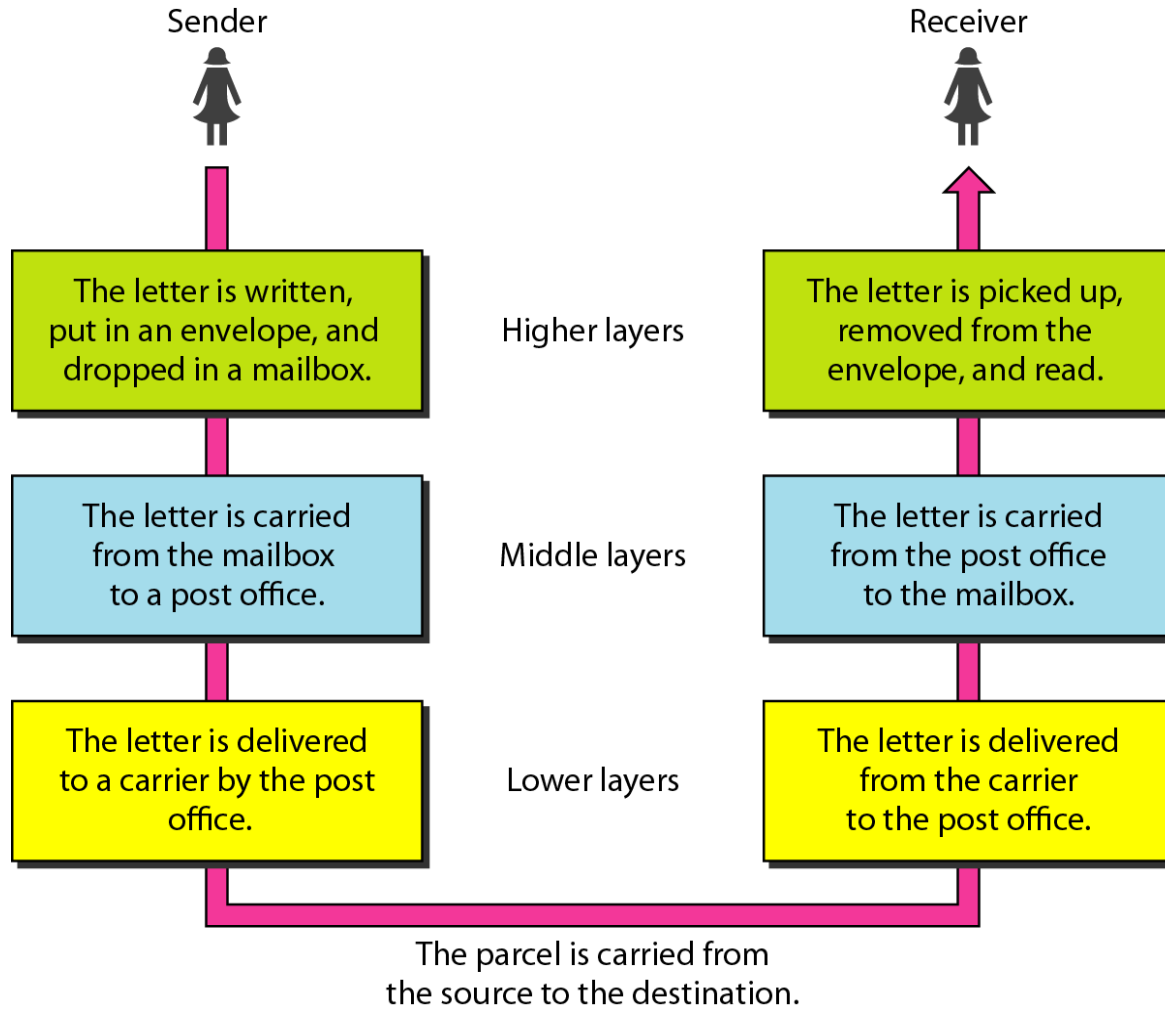 Sender
Receiver
The letter is written,
put in an envelope, and
dropped in a mailbox.
Higher layers
The letter is picked up,
removed from the
envelope, and read.
The letter is carried
from the mailbox
to a post office.
Middle layers
The letter is carried
from the post office
to the mailbox.
The letter is delivered
to a carrier by the post
office.
Lower layers
The letter is delivered
from the carrier
to the post office.
The parcel is carried from
the source to the destination.